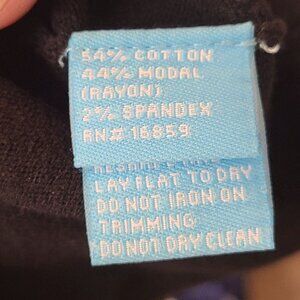 54% COTTON
44% MODAL
(RAYON)
2% SPANDEX
RN# 16859
LAY FLAT TO DRY
DO NOT IRON ON
TRIMMING
DO NOT DRY CLEAN